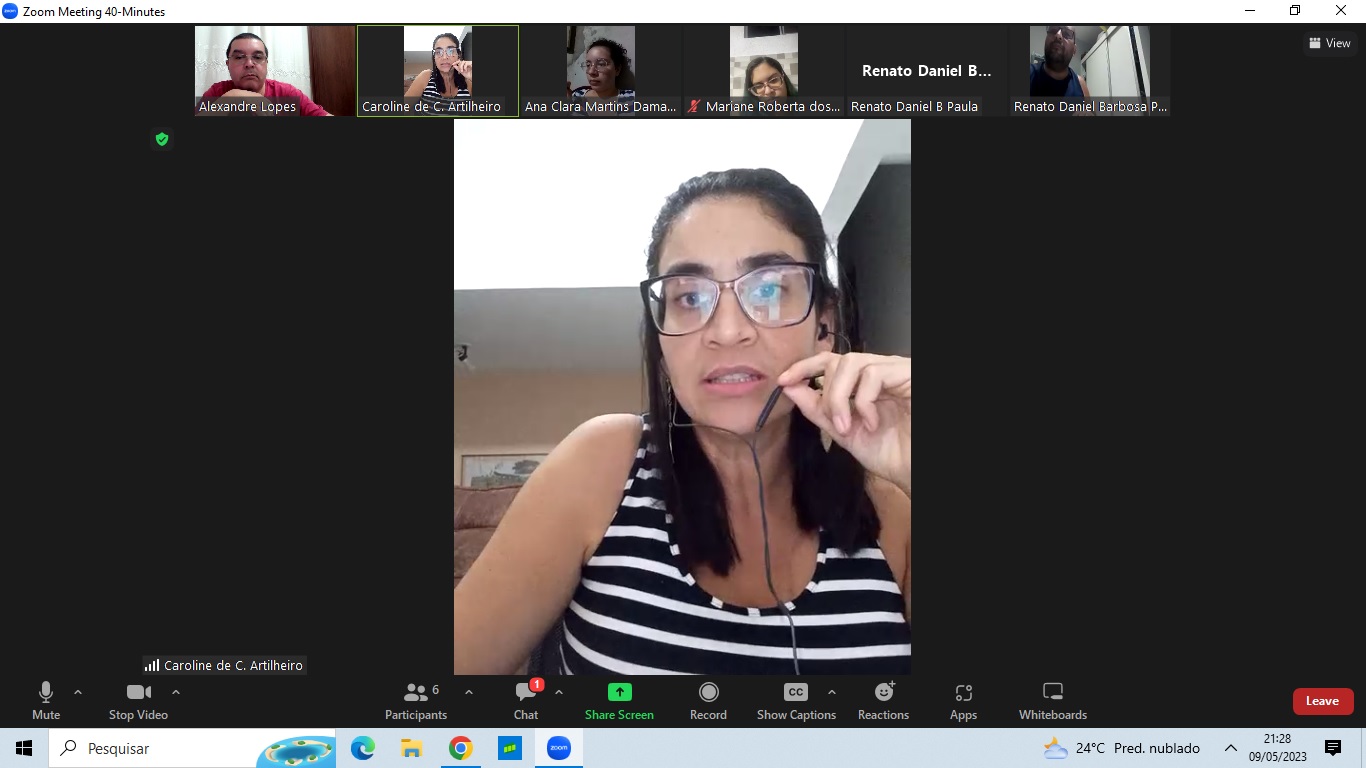 Zoom Meeting 40-Minutes
View
Renato Daniel B...
Alexandre Lopes
Caroline de C. Artilheiro
Ana Clara Martins Dama...
Mariane Roberta dos...
Renato Daniel B Paula
Renato Daniel Barbosa P...
Caroline de C. Artilheiro
Mute
Stop Video
6
Participants
1
Chat
Share Screen
Record
CC
Show Captions
Reactions
Apps
Whiteboards
Leave
Pesquisar
zoom
24°C Pred. nublado
21:28
09/05/2023